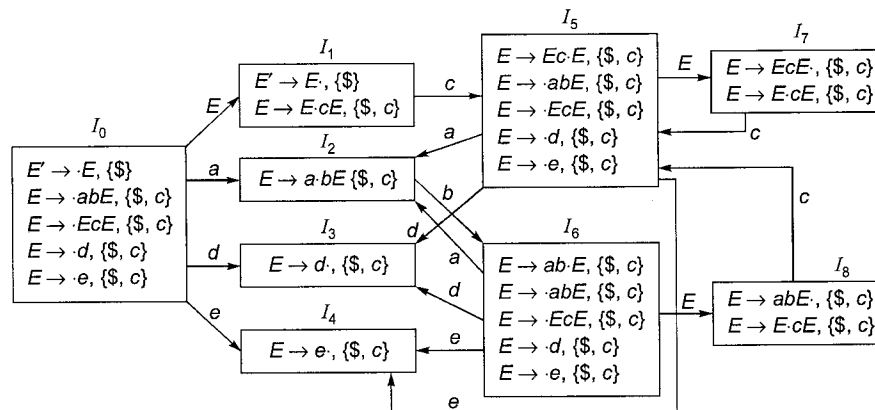 I0
E′ → ·E, {$}
E → ·abE, {$, c}
E → ·EcE, {$, c}
E → ·d, {$, c}
E → ·e, {$, c}
E
a
d
e
I1
E′ → E·, {$}
E → E·cE, {$, c}
c
I2
E → a·bE {$, c}
b
I3
E → d·, {$, c}
I4
E → e·, {$, c}
I5
E → Ec·E, {$, c}
E → ·abE, {$, c}
E → ·EcE, {$, c}
E → ·d, {$, c}
E → ·e, {$, c}
a
d
E
e
I6
E → ab·E, {$, c}
E → ·abE, {$, c}
E → ·EcE, {$, c}
E → ·d, {$, c}
E → ·e, {$, c}
a
d
e
E
I7
E → EcE·, {$, c}
E → E·cE, {$, c}
c
I8
E → abE·, {$, c}
E → E·cE, {$, c}
c